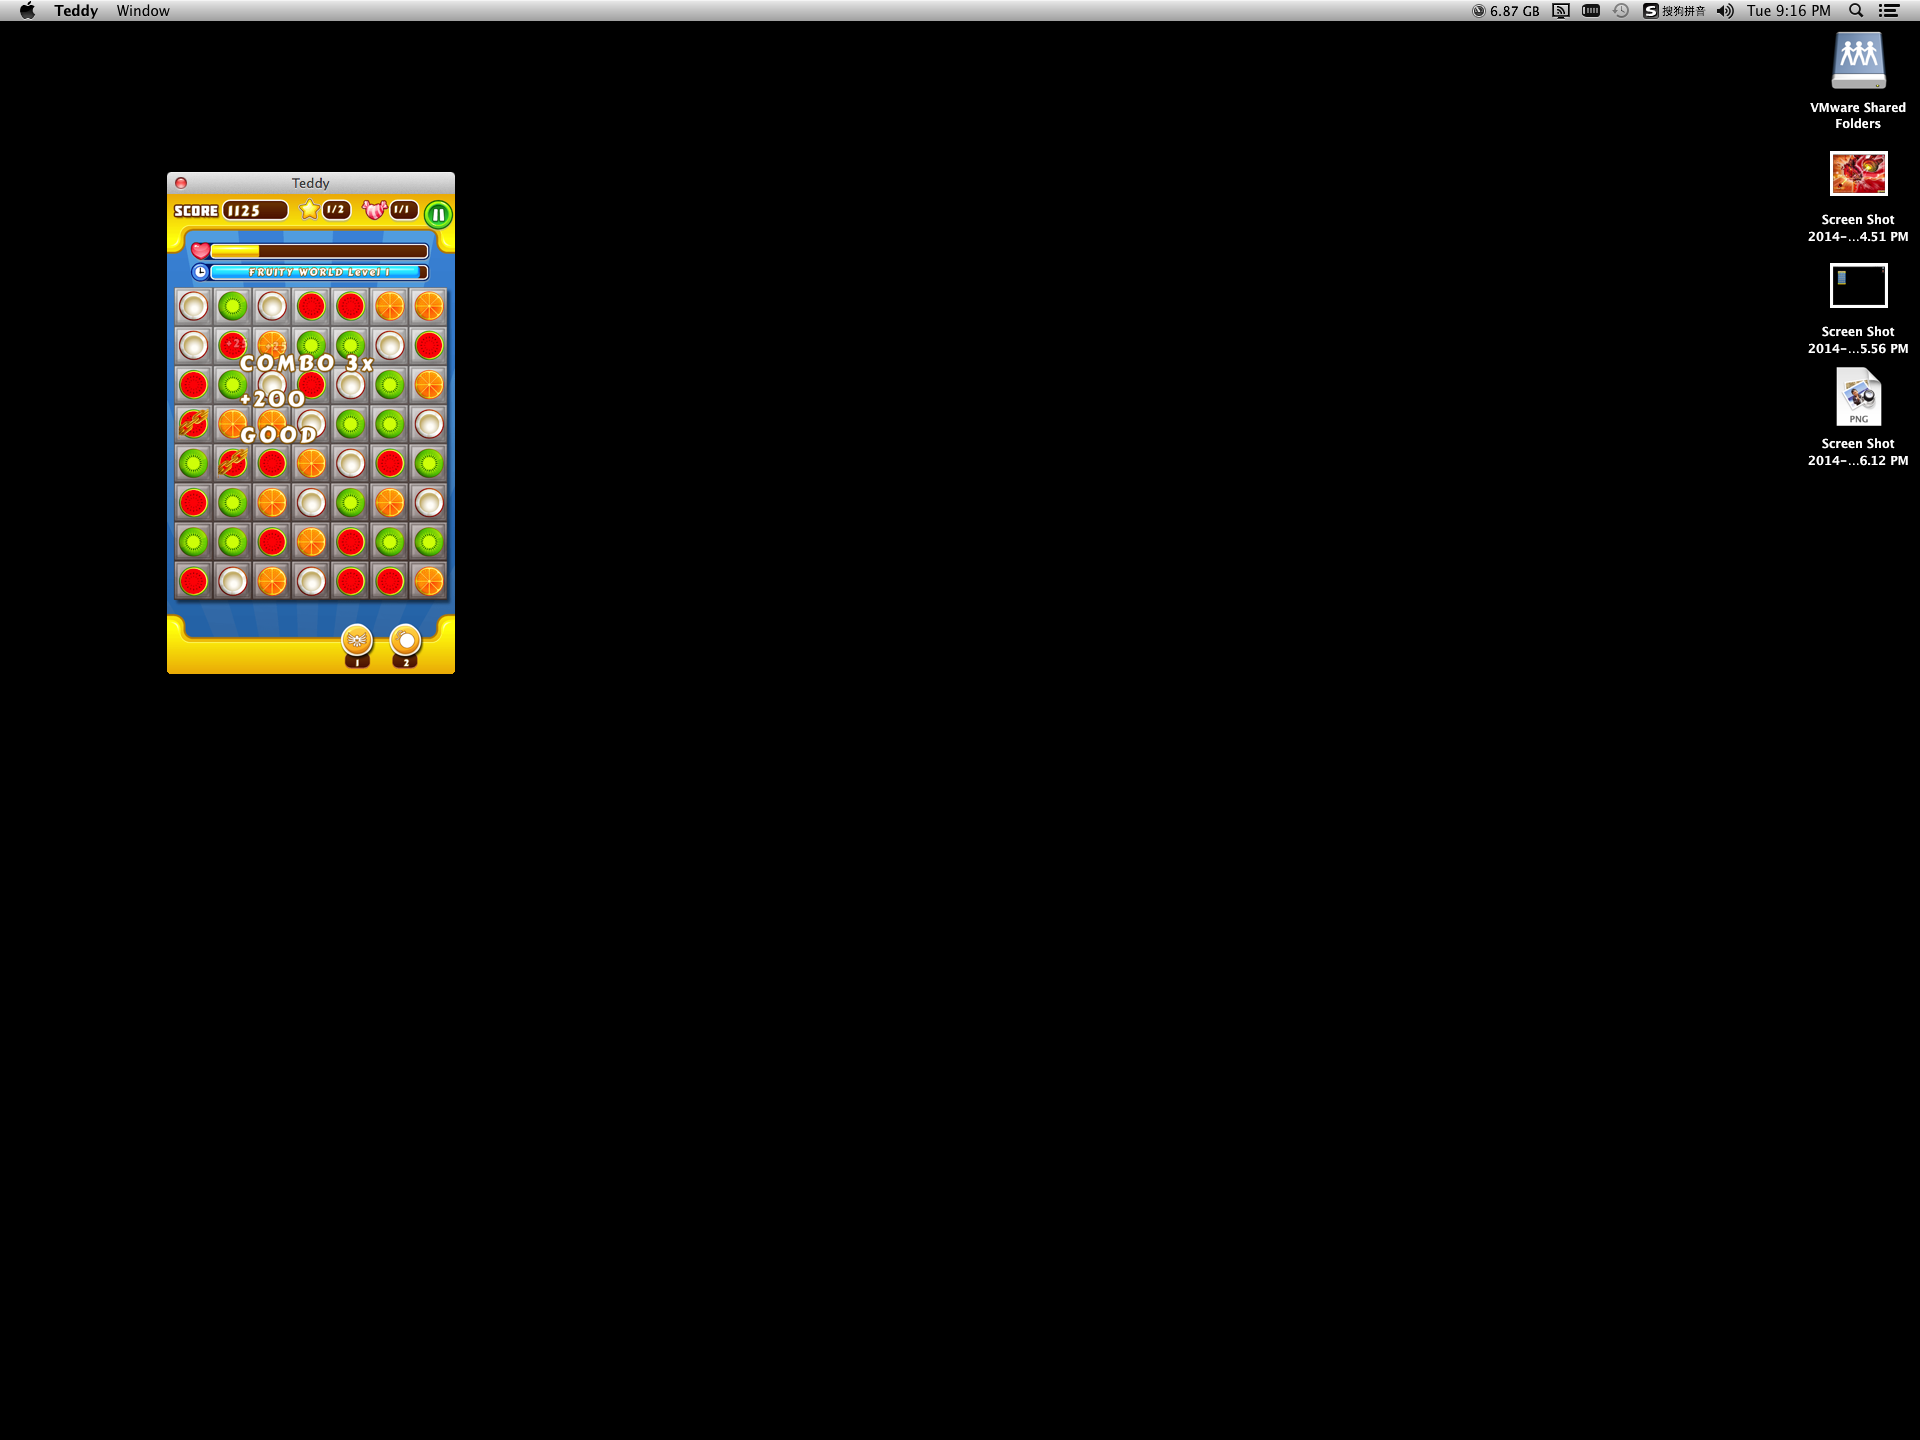 Teddy Window 6.87 GB S 搜狗拼音 Tue 9:16 PM
VMware Shared
Folders
Screen Shot
2014-...4.51 PM
Screen Shot
2014-...5.56 PM
PNG
Screen Shot
2014-...6.12 PM
Teddy
SCORE 1125 1/2 1/1
FRUITY WORLD Level 1
+25 +25
COMBO 3x
+200
GOOD
1 2